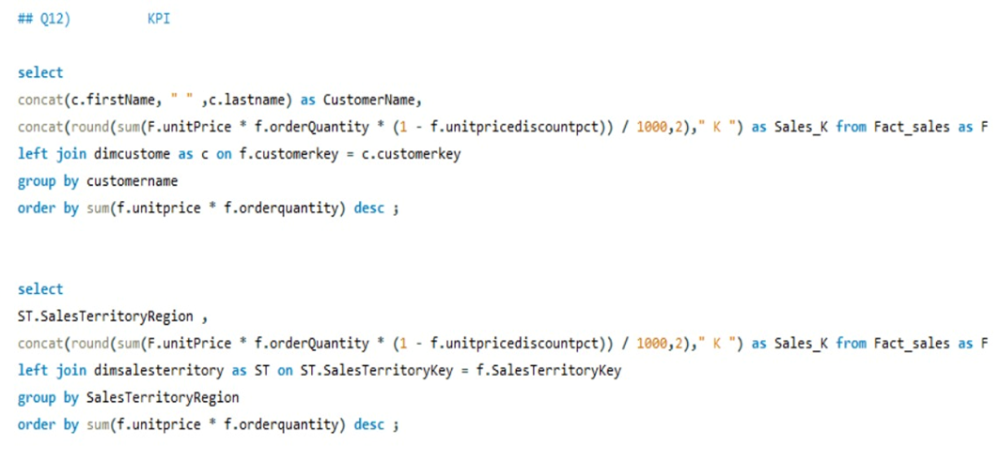 ## Q12) KPI
select
concat(c.firstName, " " ,c.lastname) as CustomerName,
concat(round(sum(F.unitPrice * f.orderQuantity * (1 - f.unitpricediscountpct)) / 1000,2)," K ") as Sales_K from Fact_sales as F
left join dimcustome as c on f.customerkey = c.customerkey
group by customername
order by sum(f.unitprice * f.orderquantity) desc ;
select
ST.SalesTerritoryRegion ,
concat(round(sum(F.unitPrice * f.orderQuantity * (1 - f.unitpricediscountpct)) / 1000,2)," K ") as Sales_K from Fact_sales as F
left join dimsalesterritory as ST on ST.SalesTerritoryKey = f.SalesTerritoryKey
group by SalesTerritoryRegion
order by sum(f.unitprice * f.orderquantity) desc ;